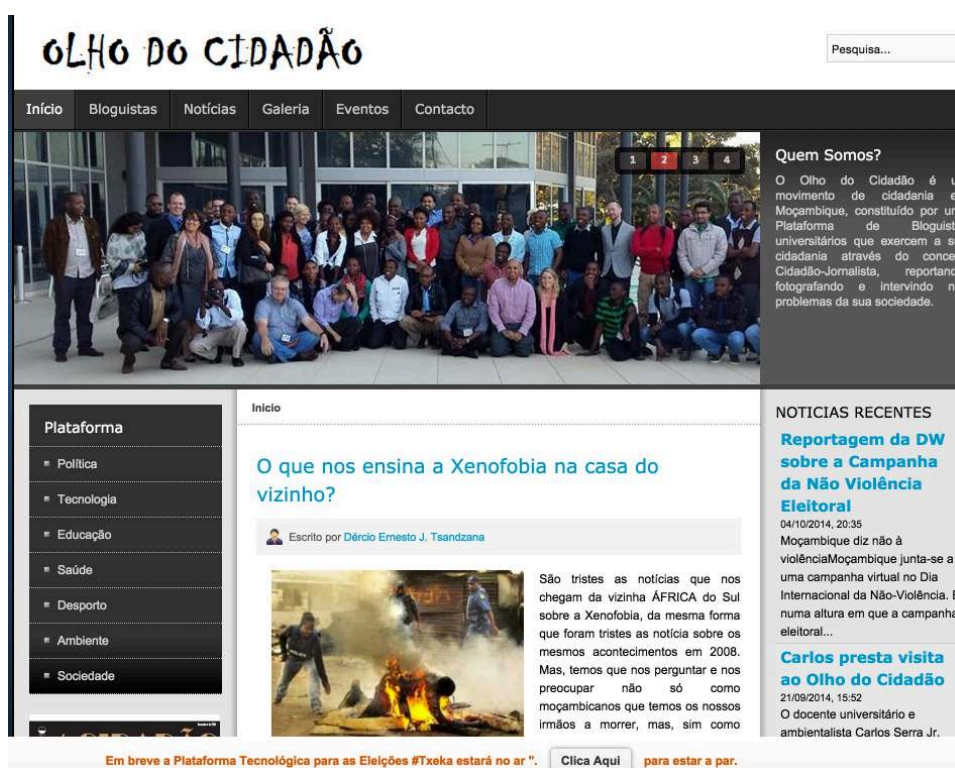 OLHO DO CIDADÃO
Pesquisa...
Início Bloguistas Notícias Galeria Eventos Contacto
1 2 3 4
Quem Somos?
O Olho do Cidadão é
movimento de cidadania
Moçambique, constituído por
Plataforma de
universitários que exercem a
cidadania através do
Cidadão-Jornalista,
fotografando e intervindo
problemas da sua sociedade.
Plataforma
Política
Tecnologia
Educação
Saúde
Desporto
Ambiente
Sociedade
Inicio
O que nos ensina a Xenofobia na casa do
vizinho?
Escrito por Dércio Ernesto J. Tsandzana
São tristes as notícias que nos
chegam da vizinha ÁFRICA do Sul
sobre a Xenofobia, da mesma forma
que foram tristes as notícia sobre os
mesmos acontecimentos em 2008.
Mas, temos que nos perguntar e nos
preocupar não só como
moçambicanos que temos os nossos
irmãos a morrer, mas, sim como
NOTICIAS RECENTES
Reportagem da DW
sobre a Campanha
da Não Violência
Eleitoral
04/10/2014, 20:35
Moçambique diz não à
violênciaMoçambique junta-se a
uma campanha virtual no Dia
Internacional da Não-Violência.
numa altura em que a campanha
eleitoral...
Carlos presta visita
ao Olho do Cidadão
21/09/2014, 15:52
O docente universitário e
ambientalista Carlos Serra Jr.
Em breve a Plataforma Tecnológica para as Eleições #Txeka estará no ar ". Clica Aqui para estar a par.